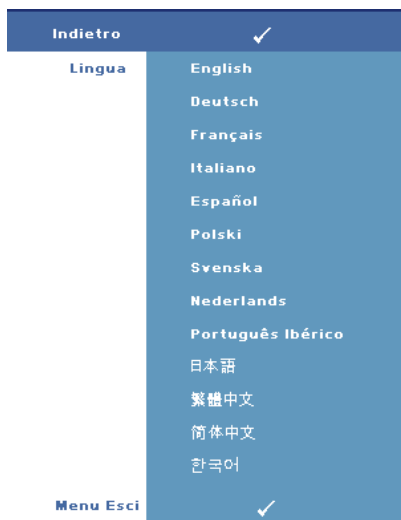 Indietro ✓
Lingua English
Deutsch
Français
Italiano
Español
Polski
Svenska
Nederlands
Português Ibérico
日本語
繁體中文
简体中文
한국어
Menu Esci ✓